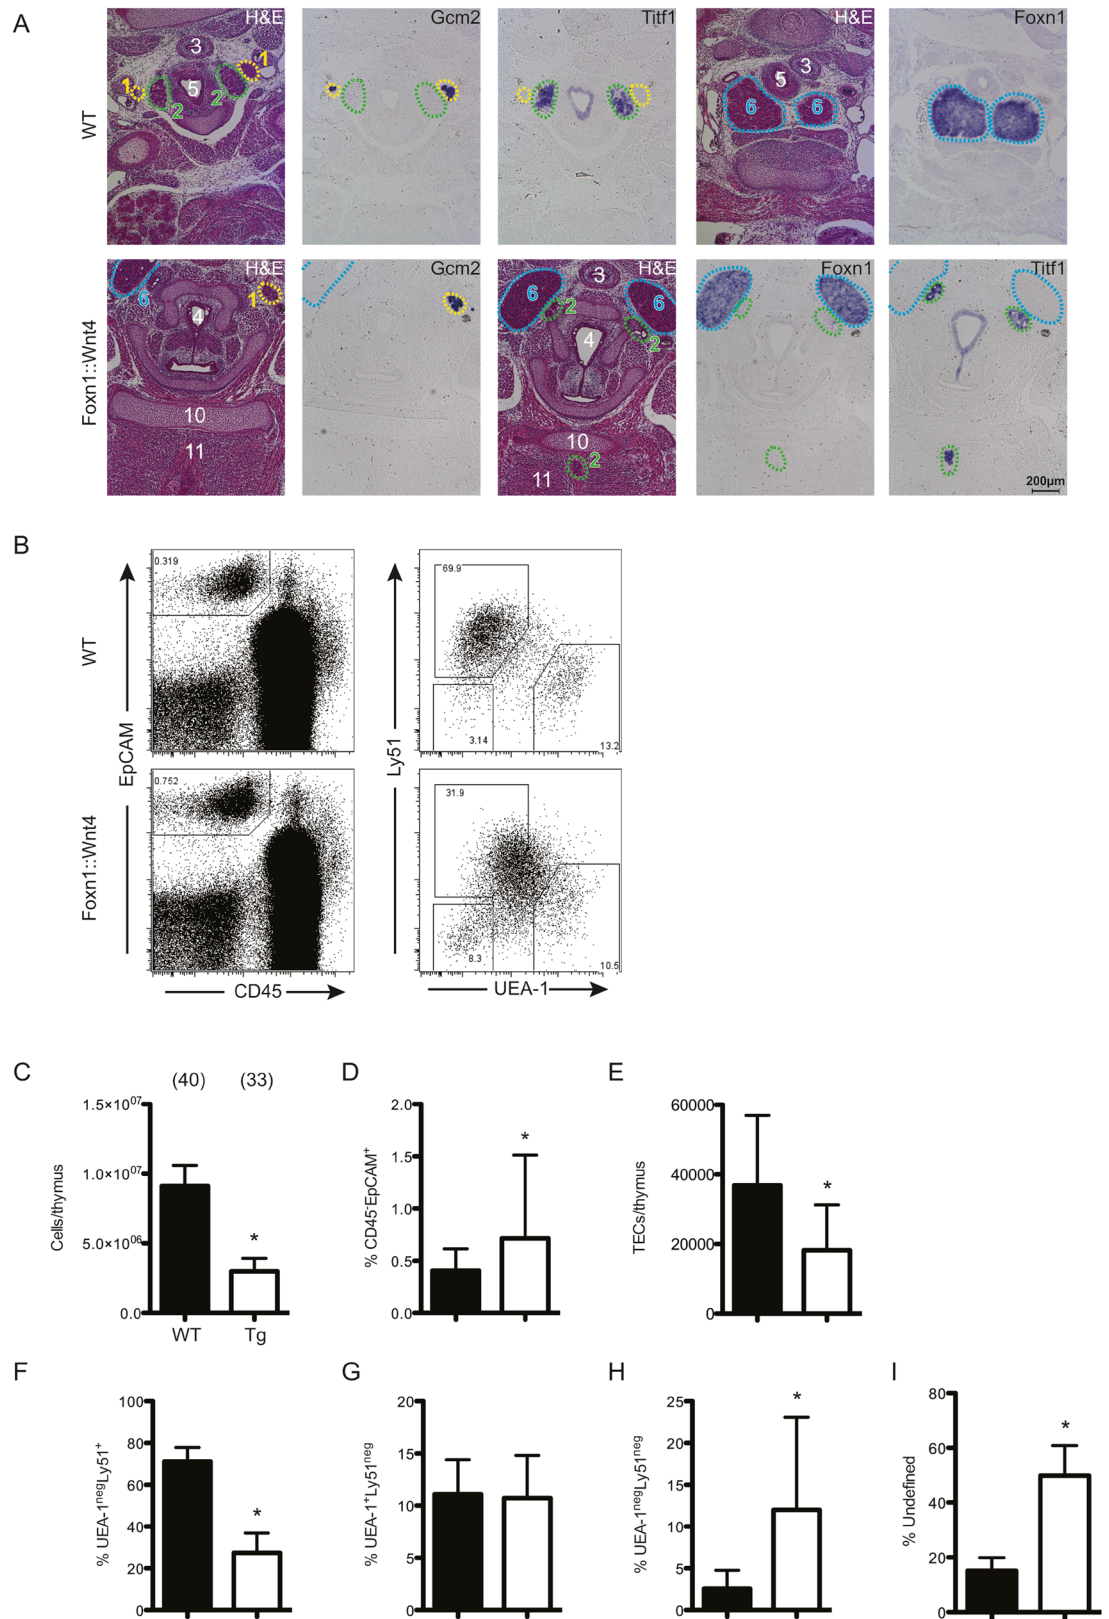 A
H&E
Gcm2
Titf1
H&E
Foxn1
WT
3
1
1
5
2
2
3
5
6
6
Foxn1::Wnt4
H&E
Gcm2
H&E
Foxn1
Titf1
6
1
4
10
11
3
6
6
2
2
4
10
2
11
200µm
B
WT
0.319
69.9
3.14
13.2
EpCAM
Ly51
Foxn1::Wnt4
0.752
31.9
8.3
10.5
CD45
UEA-1
C
(40)
(33)
Cells/thymus
1.5×10⁰⁷
1.0×10⁰⁷
5.0×10⁰⁶
0.0
*
WT
Tg
D
% CD45⁻EpCAM⁺
2.0
1.5
1.0
0.5
0.0
*
E
TECs/thymus
60000
40000
20000
0
*
F
% UEA-1ⁿᵉᵍLy51⁺
100
80
60
40
20
0
*
G
% UEA-1⁺Ly51ⁿᵉᵍ
20
15
10
5
0
H
% UEA-1ⁿᵉᵍLy51ⁿᵉᵍ
25
20
15
10
5
0
*
I
% Undefined
80
60
40
20
0
*